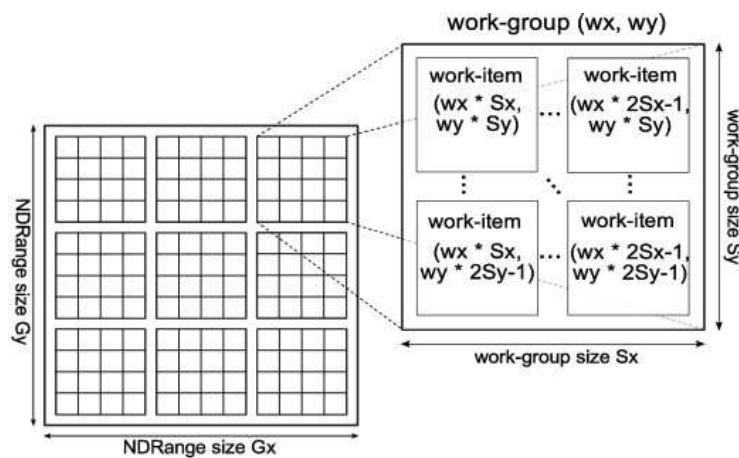 work-group (wx, wy)
work-item
(wx * Sx,
wy * Sy)
work-item
(wx * 2Sx-1,
wy * Sy)
work-item
(wx * Sx,
wy * 2Sy-1)
work-item
(wx * 2Sx-1,
wy * 2Sy-1)
work-group size Sy
work-group size Sx
NDRange size Gy
NDRange size Gx